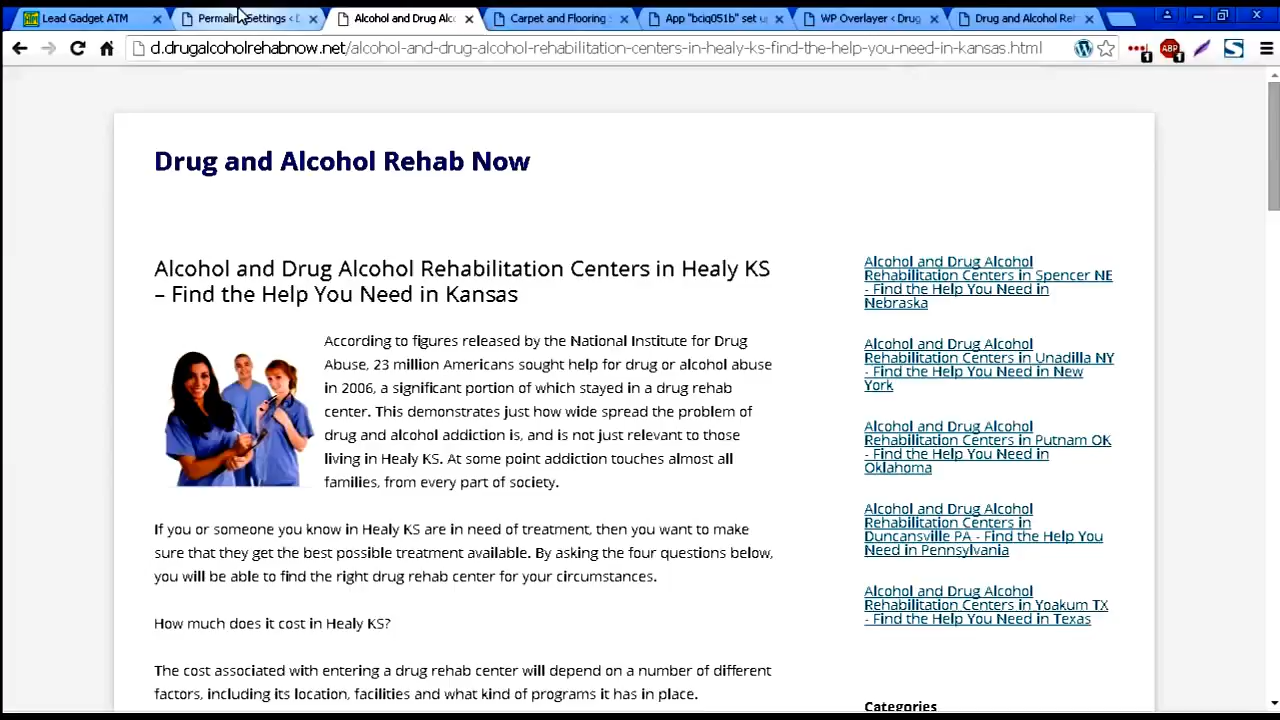 Lead Gadget ATM
Permalink Settings ‹ D
Alcohol and Drug Alc
Carpet and Flooring
App "bciq051b" set u
WP Overlayer ‹ Drug
Drug and Alcohol Re
d.drugalcoholrehabnow.net/alcohol-and-drug-alcohol-rehabilitation-centers-in-healy-ks-find-the-help-you-need-in-kansas.html
1
ABP
1
Drug and Alcohol Rehab Now
Alcohol and Drug Alcohol Rehabilitation Centers in Healy KS
– Find the Help You Need in Kansas
According to figures released by the National Institute for Drug
Abuse, 23 million Americans sought help for drug or alcohol abuse
in 2006, a significant portion of which stayed in a drug rehab
center. This demonstrates just how wide spread the problem of
drug and alcohol addiction is, and is not just relevant to those
living in Healy KS. At some point addiction touches almost all
families, from every part of society.
If you or someone you know in Healy KS are in need of treatment, then you want to make
sure that they get the best possible treatment available. By asking the four questions below,
you will be able to find the right drug rehab center for your circumstances.
How much does it cost in Healy KS?
The cost associated with entering a drug rehab center will depend on a number of different
factors, including its location, facilities and what kind of programs it has in place.
Alcohol and Drug Alcohol
Rehabilitation Centers in Spencer NE
- Find the Help You Need in
Nebraska
Alcohol and Drug Alcohol
Rehabilitation Centers in Unadilla NY
- Find the Help You Need in New
York
Alcohol and Drug Alcohol
Rehabilitation Centers in Putnam OK
- Find the Help You Need in
Oklahoma
Alcohol and Drug Alcohol
Rehabilitation Centers in
Duncansville PA - Find the Help You
Need in Pennsylvania
Alcohol and Drug Alcohol
Rehabilitation Centers in Yoakum TX
- Find the Help You Need in Texas
Categories